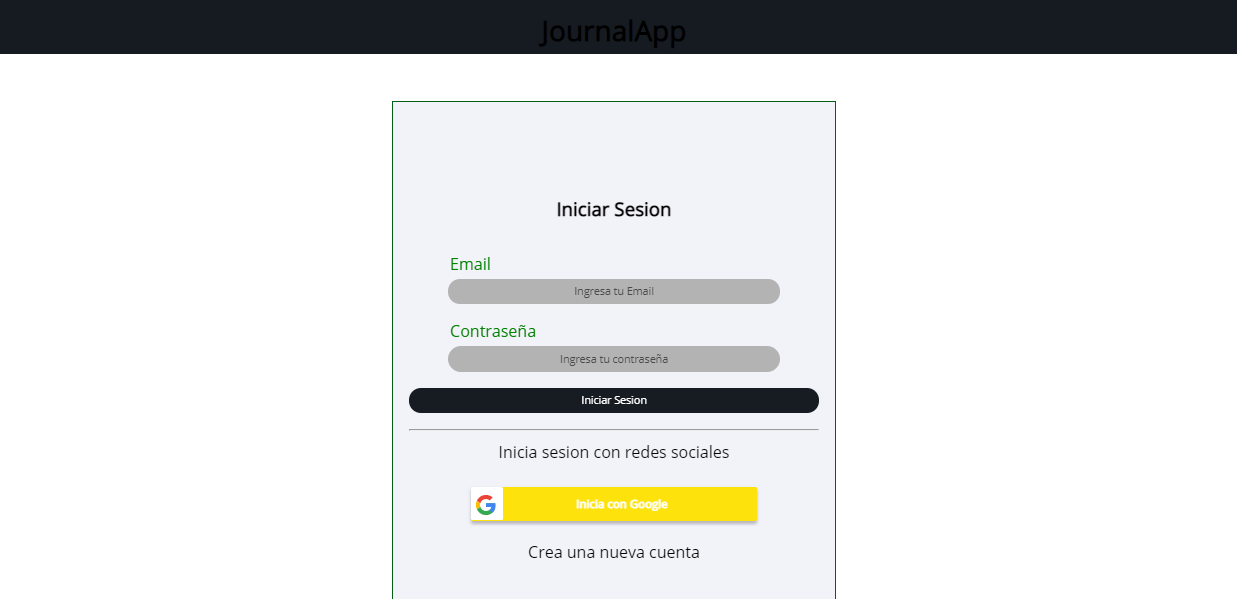 JournalApp
Iniciar Sesion
Email
Ingresa tu Email
Contraseña
Ingresa tu contraseña
Iniciar Sesion
Inicia sesion con redes sociales
Inicia con Google
Crea una nueva cuenta